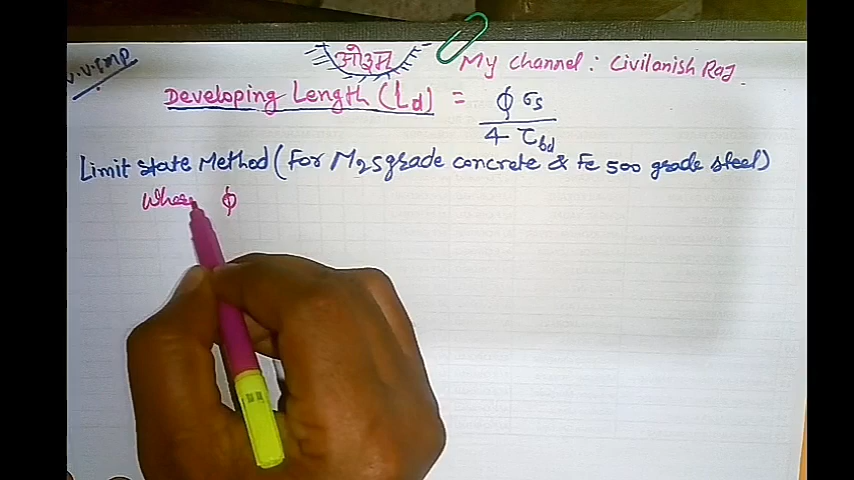 V.V.Imp
ओ३म्
My Channel: Civilanish Raj.
Developing Length (Ld) = ϕ σs / 4 τbd
Limit State Method (For M25 grade concrete & Fe 500 grade steel)
Where ϕ